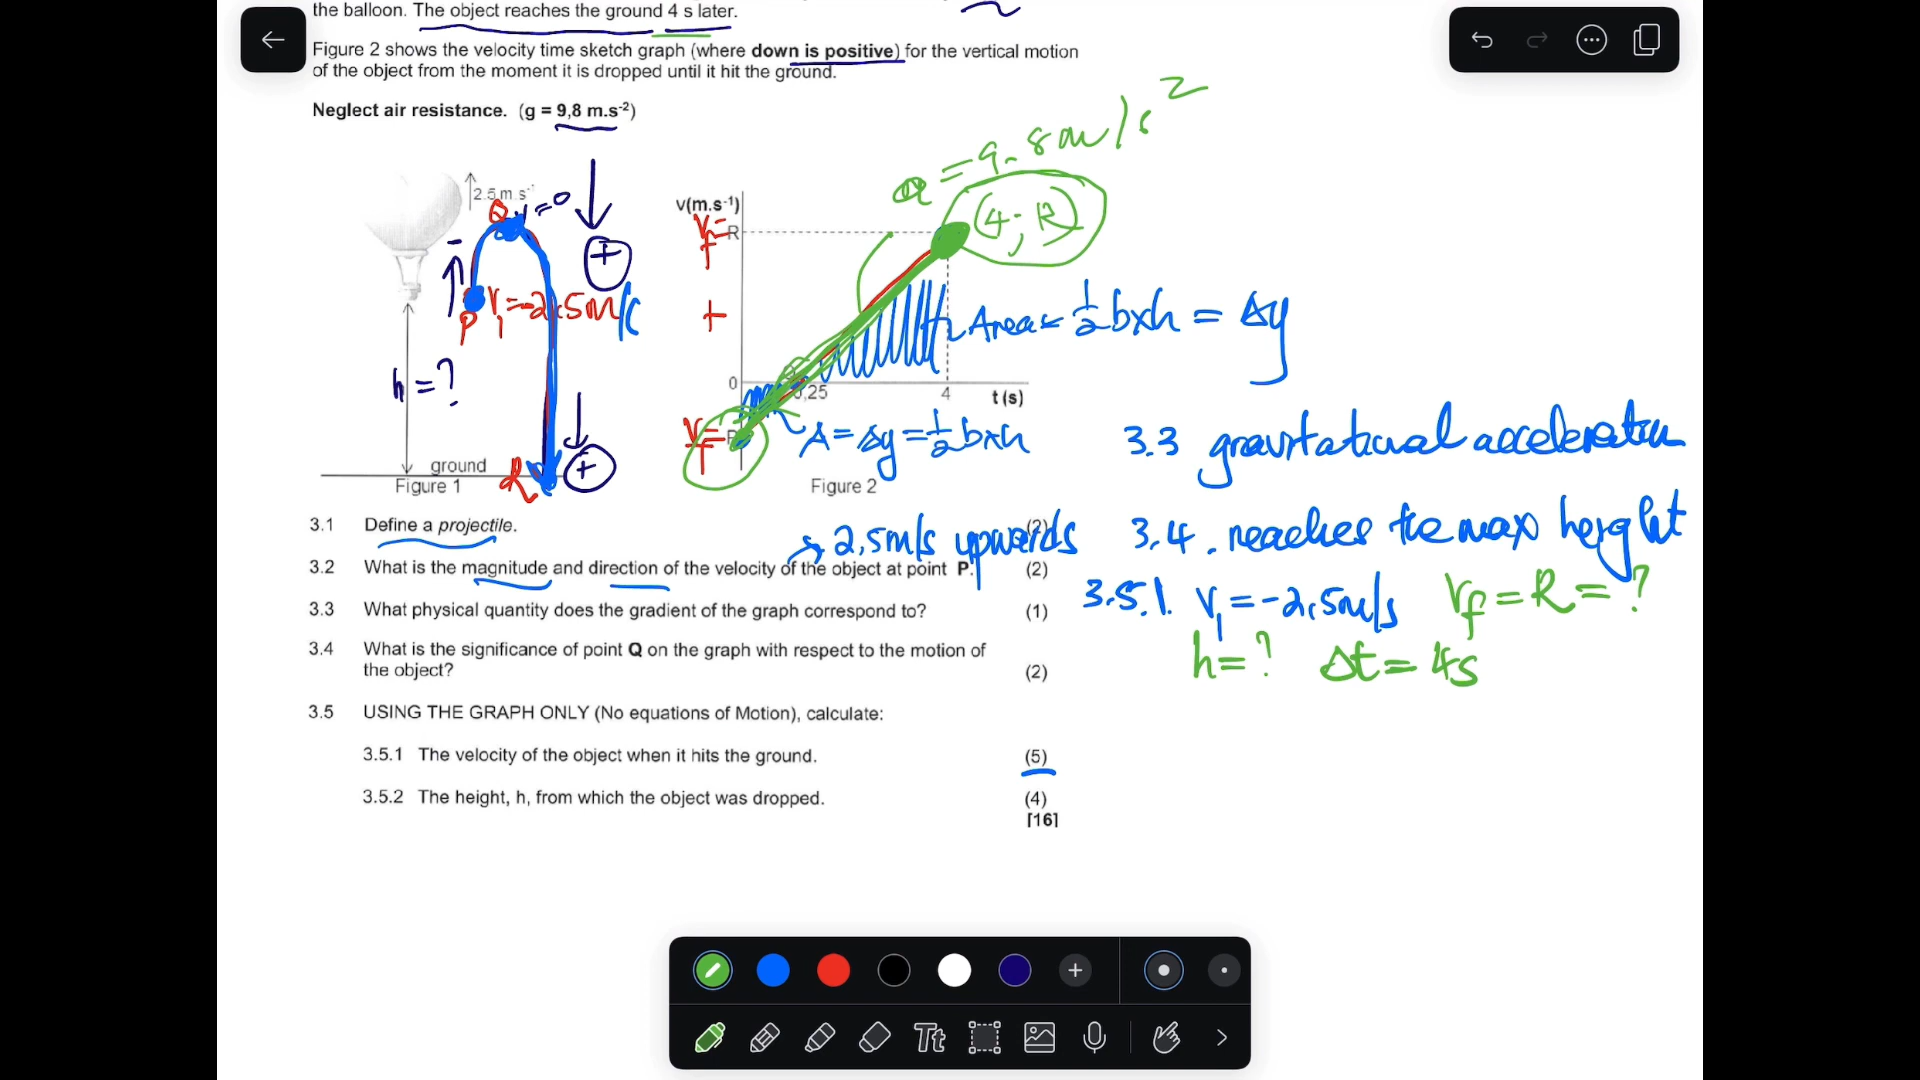 the balloon. The object reaches the ground 4 s later.
Figure 2 shows the velocity time sketch graph (where down is positive) for the vertical motion
of the object from the moment it is dropped until it hit the ground.
Neglect air resistance. (g = 9,8 m.s⁻²)
a = 9.8m/s²
2.5 m.s⁻¹
Q v=0
+
P v₁=-2.5m/s
h = ?
ground
R
+
Figure 1
v(m.s⁻¹)
vf = R
(4; R)
+
Area = ½b×h = Δy
0
0,25
4
t (s)
A = Δy = ½b×h
Figure 2
3.3 gravitational acceleration
3.4. reaches the max height
3.5.1. v₁ = -2,5m/s vf = R = ?
h = ? Δt = 4s
3.1 Define a projectile. (2)
2,5m/s upwards
3.2 What is the magnitude and direction of the velocity of the object at point P. (2)
3.3 What physical quantity does the gradient of the graph correspond to? (1)
3.4 What is the significance of point Q on the graph with respect to the motion of
the object? (2)
3.5 USING THE GRAPH ONLY (No equations of Motion), calculate:
3.5.1 The velocity of the object when it hits the ground. (5)
3.5.2 The height, h, from which the object was dropped. (4)
[16]
Tt